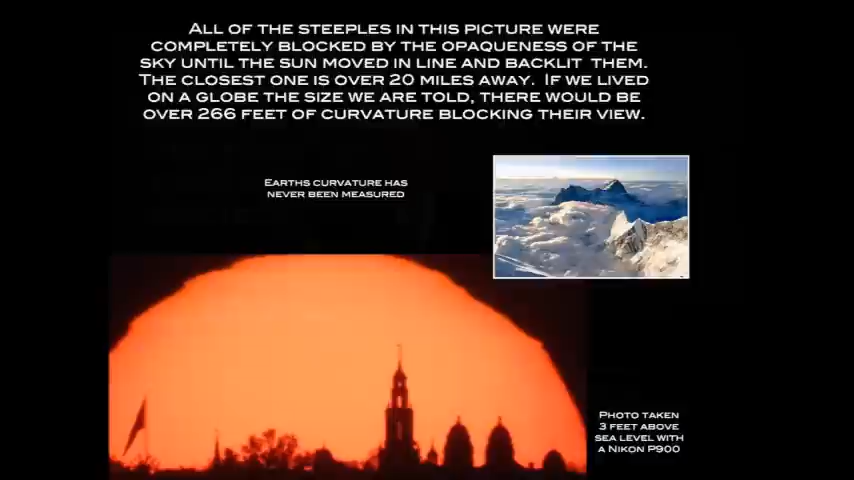 ALL OF THE STEEPLES IN THIS PICTURE WERE
COMPLETELY BLOCKED BY THE OPAQUENESS OF THE
SKY UNTIL THE SUN MOVED IN LINE AND BACKLIT THEM.
THE CLOSEST ONE IS OVER 20 MILES AWAY. IF WE LIVED
ON A GLOBE THE SIZE WE ARE TOLD, THERE WOULD BE
OVER 266 FEET OF CURVATURE BLOCKING THEIR VIEW.
EARTHS CURVATURE HAS
NEVER BEEN MEASURED
PHOTO TAKEN
3 FEET ABOVE
SEA LEVEL WITH
A NIKON P900